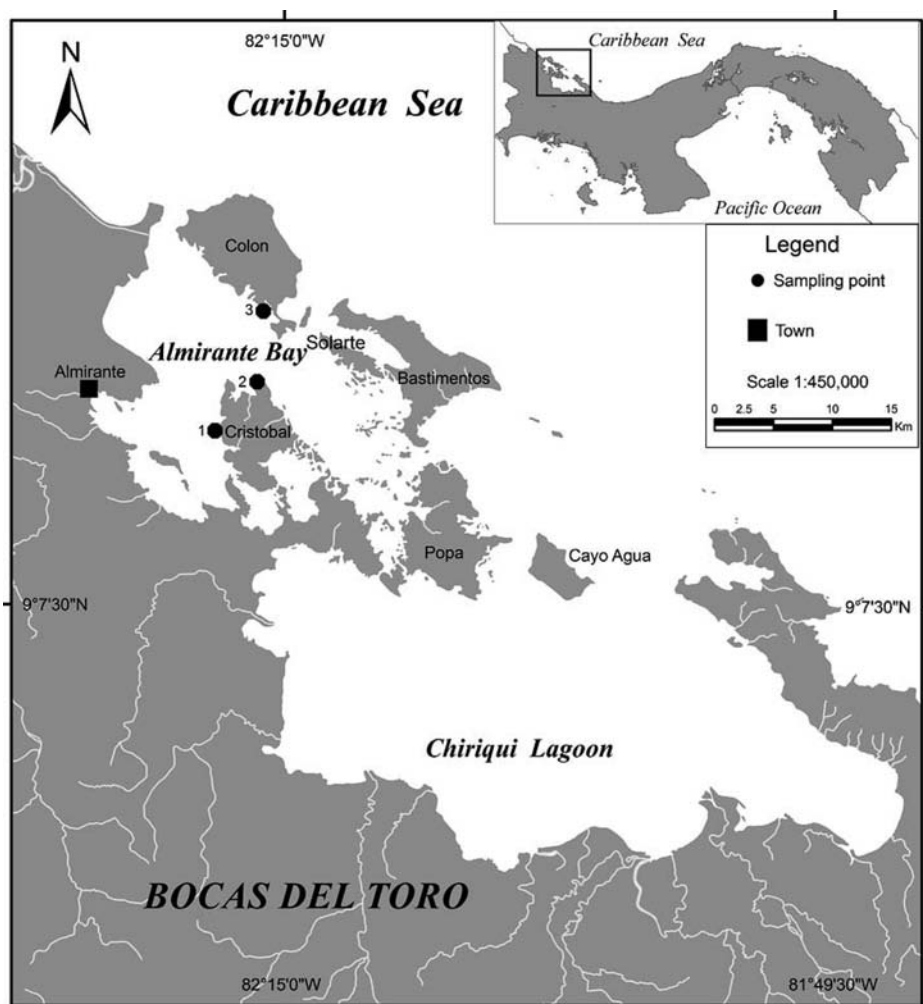 82°15'0"W
N
Caribbean Sea
Caribbean Sea
Pacific Ocean
Legend
Sampling point
Town
Scale 1:450,000
0 2.5 5 10 15
Km
Colon
3
Solarte
Almirante Bay
Almirante
2
Bastimentos
1
Cristobal
Popa
Cayo Agua
9°7'30"N
9°7'30"N
Chiriqui Lagoon
BOCAS DEL TORO
82°15'0"W
81°49'30"W